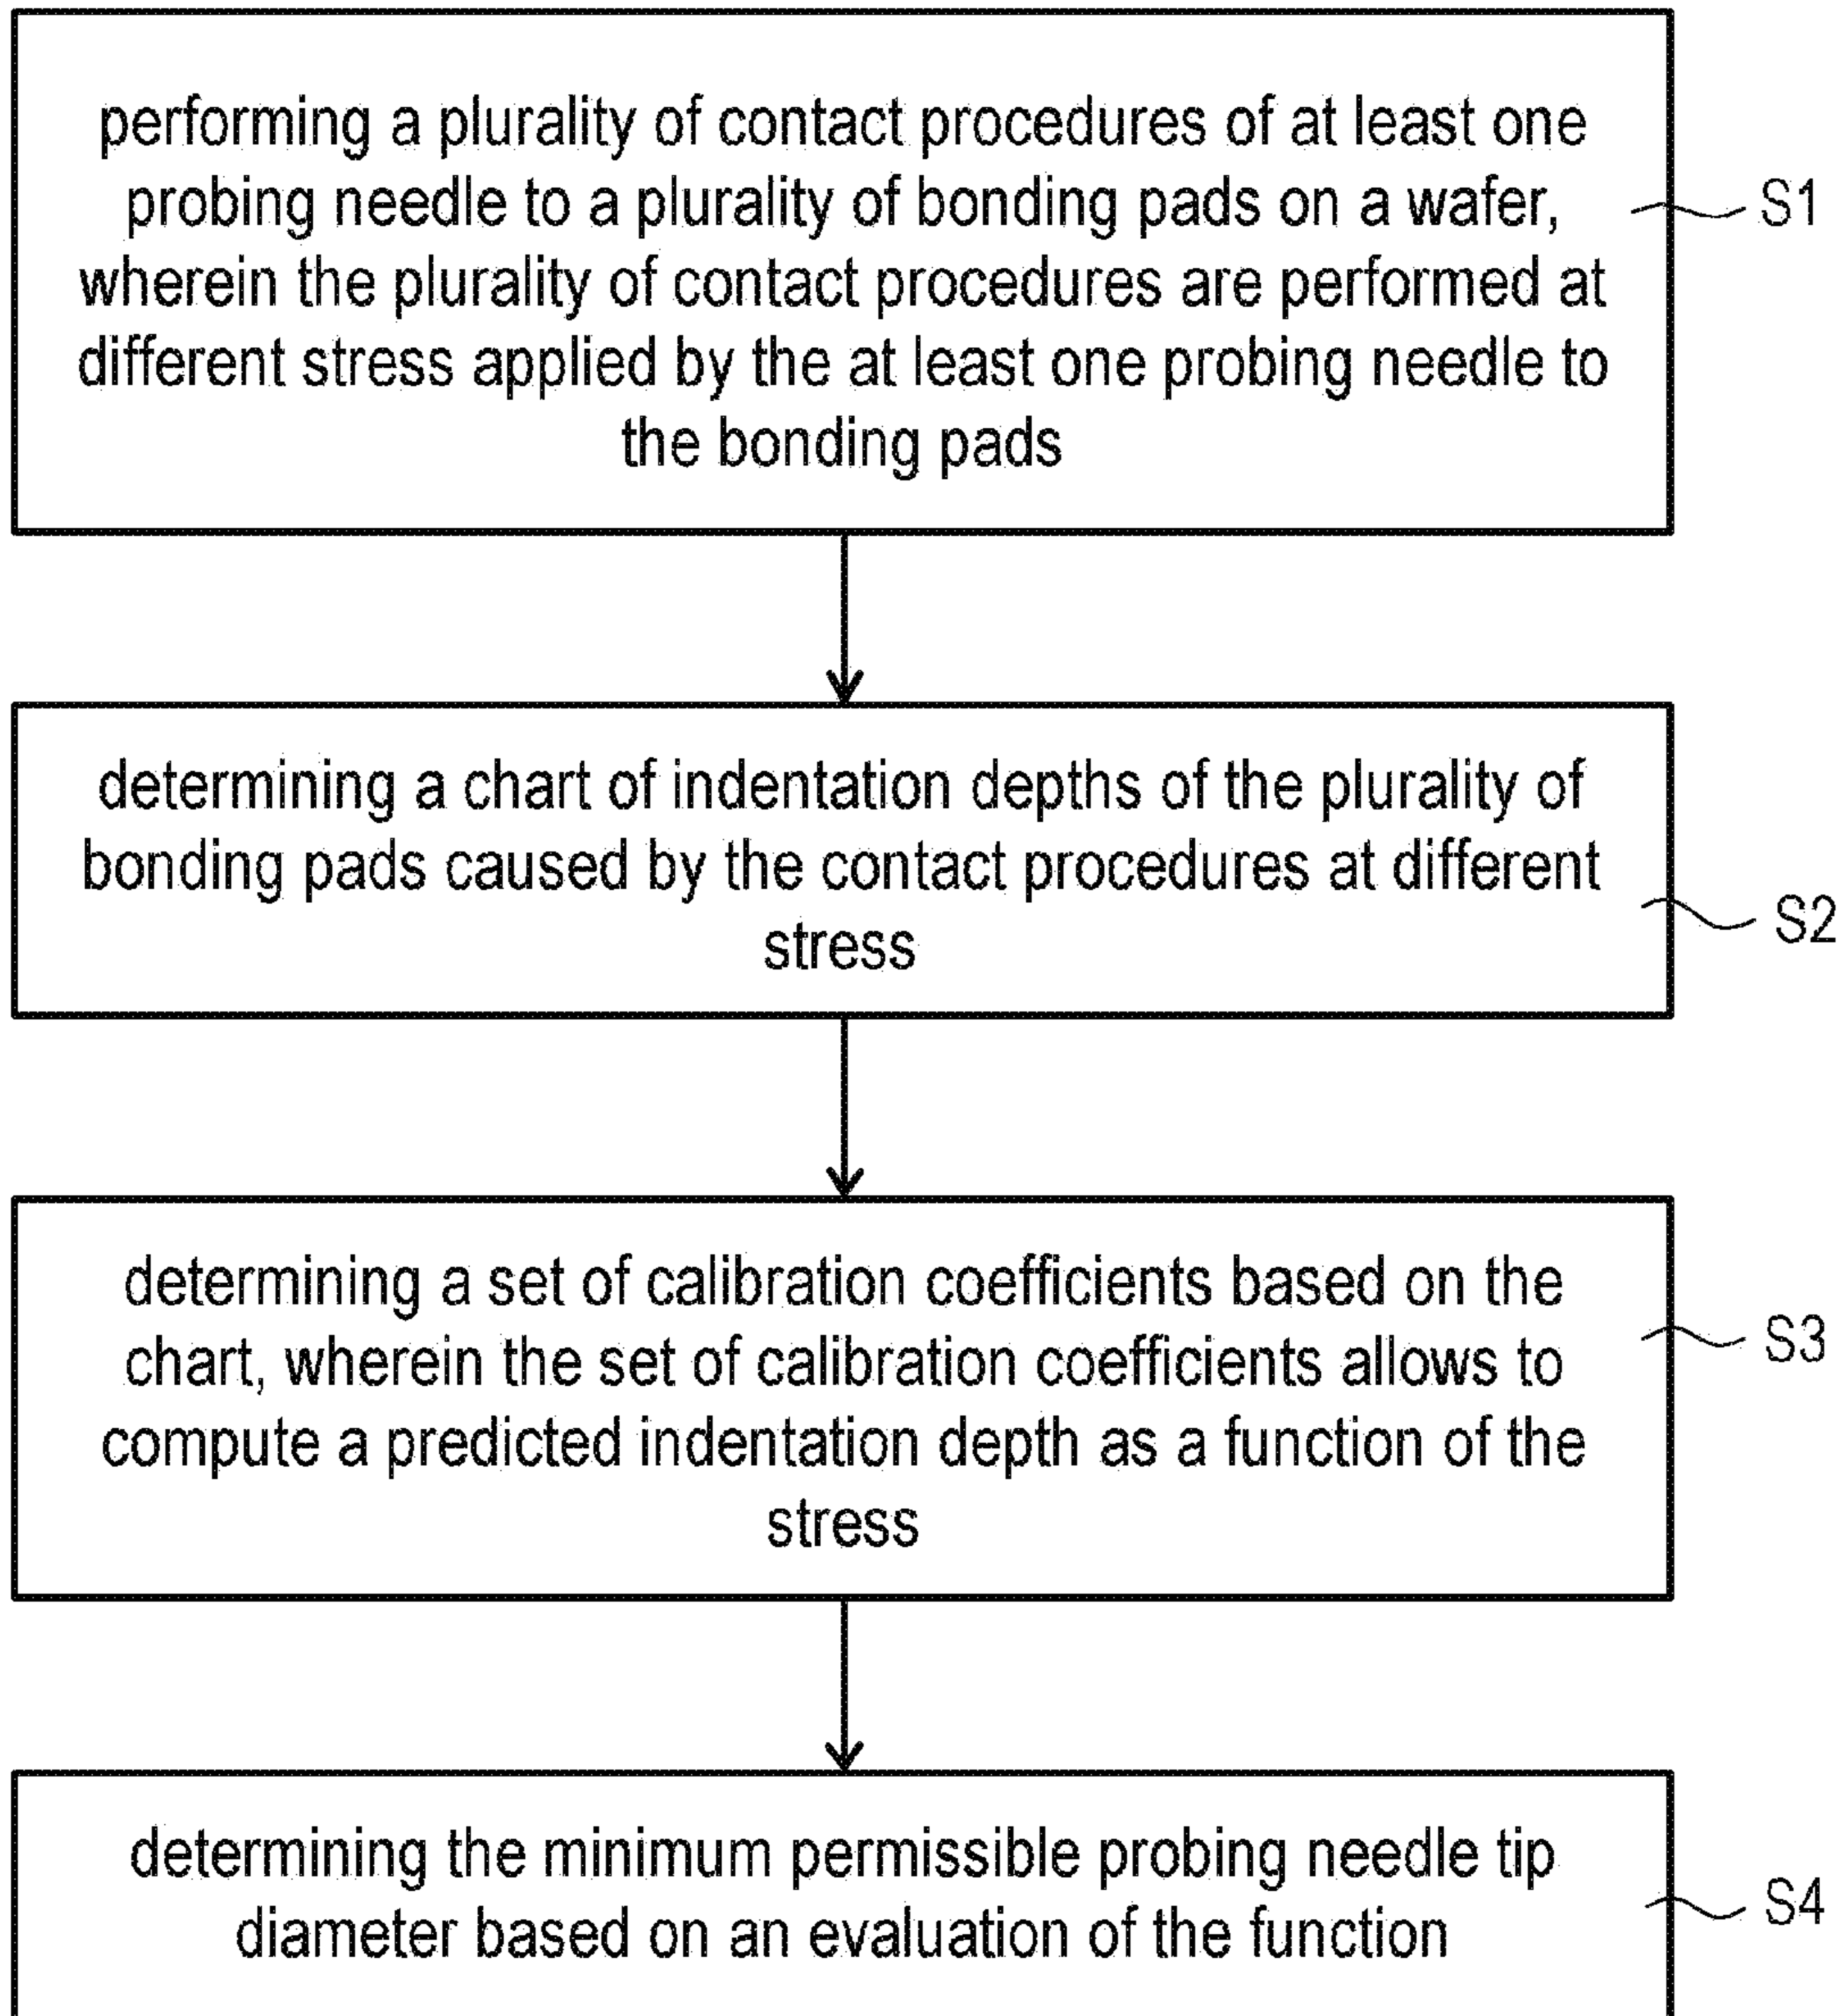 performing a plurality of contact procedures of at least one
probing needle to a plurality of bonding pads on a wafer,
wherein the plurality of contact procedures are performed at
different stress applied by the at least one probing needle to
the bonding pads
S1
determining a chart of indentation depths of the plurality of
bonding pads caused by the contact procedures at different
stress
S2
determining a set of calibration coefficients based on the
chart, wherein the set of calibration coefficients allows to
compute a predicted indentation depth as a function of the
stress
S3
determining the minimum permissible probing needle tip
diameter based on an evaluation of the function
S4